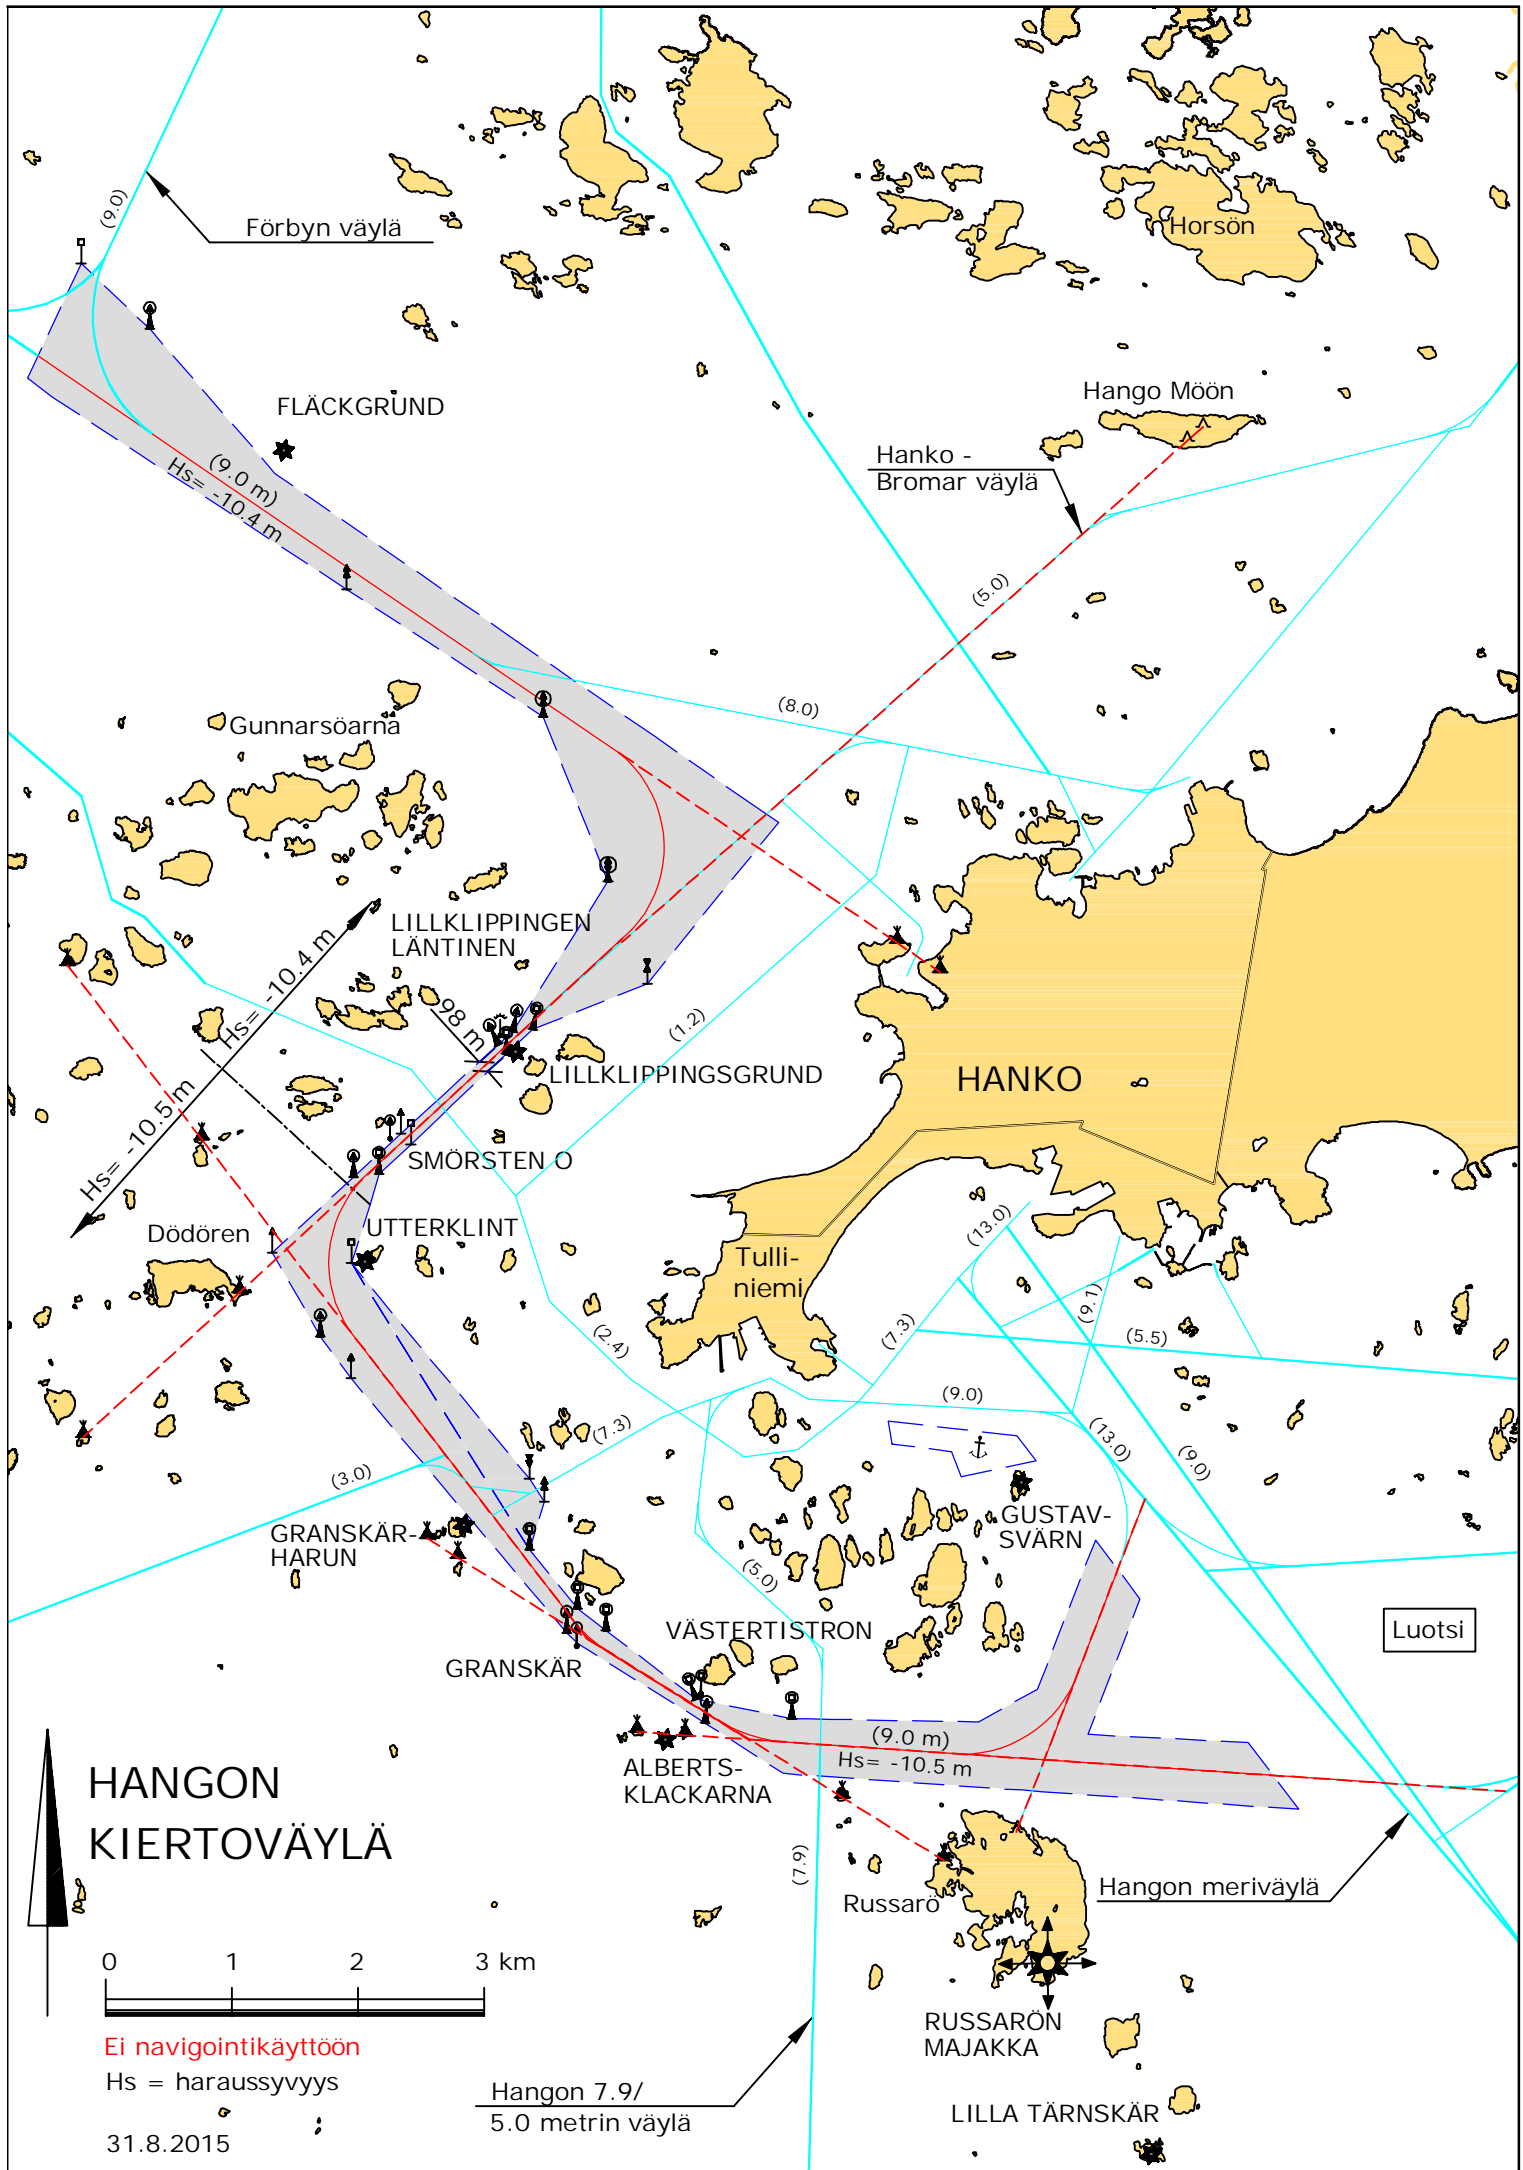 (9.0)
Förbyn väylä
Horsön
FLÄCKGRUND
Hango Möön
(9.0 m)
Hs= -10.4 m
Hanko -
Bromar väylä
(5.0)
(8.0)
Gunnarsöarna
LILLKLIPPINGEN
LÄNTINEN
Hs= -10.4 m
98 m
(1.2)
LILLKLIPPINGSGRUND
HANKO
Hs= -10.5 m
SMÖRSTEN O
Dödören
UTTERKLINT
Tulli-
niemi
(13.0)
(9.1)
(2.4)
(7.3)
(5.5)
(9.0)
(7.3)
(13.0)
(9.0)
(3.0)
GRANSKÄR-
HARUN
GUSTAV-
SVÄRN
(5.0)
VÄSTERTISTRON
Luotsi
GRANSKÄR
(9.0 m)
Hs= -10.5 m
ALBERTS-
KLACKARNA
HANGON
KIERTOVÄYLÄ
(7.9)
Russarö
Hangon meriväylä
0 1 2 3 km
RUSSARÖN
MAJAKKA
Ei navigointikäyttöön
Hs = haraussyvyys
Hangon 7.9/
5.0 metrin väylä
LILLA TÄRNSKÄR
31.8.2015